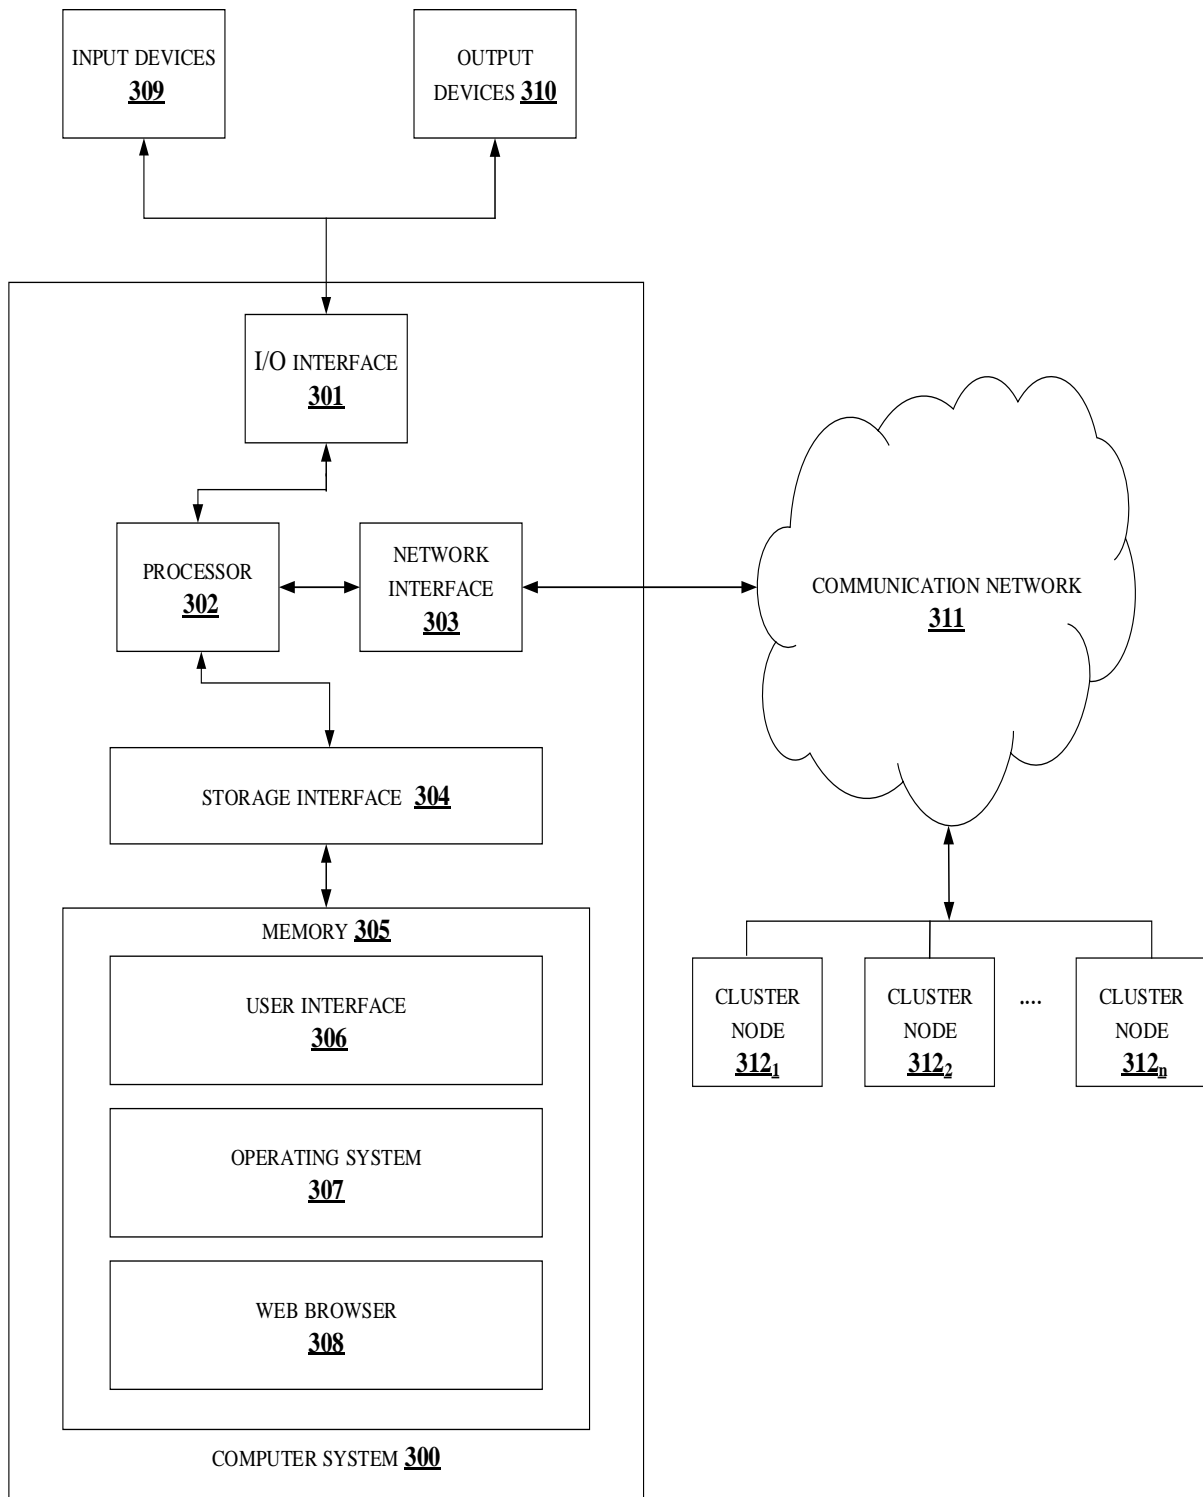 INPUT DEVICES
309
OUTPUT
DEVICES 310
I/O INTERFACE
301
PROCESSOR
302
NETWORK
INTERFACE
303
COMMUNICATION NETWORK
311
STORAGE INTERFACE 304
MEMORY 305
USER INTERFACE
306
OPERATING SYSTEM
307
WEB BROWSER
308
COMPUTER SYSTEM 300
CLUSTER
NODE
312₁
CLUSTER
NODE
312₂
....
CLUSTER
NODE
312ₙ